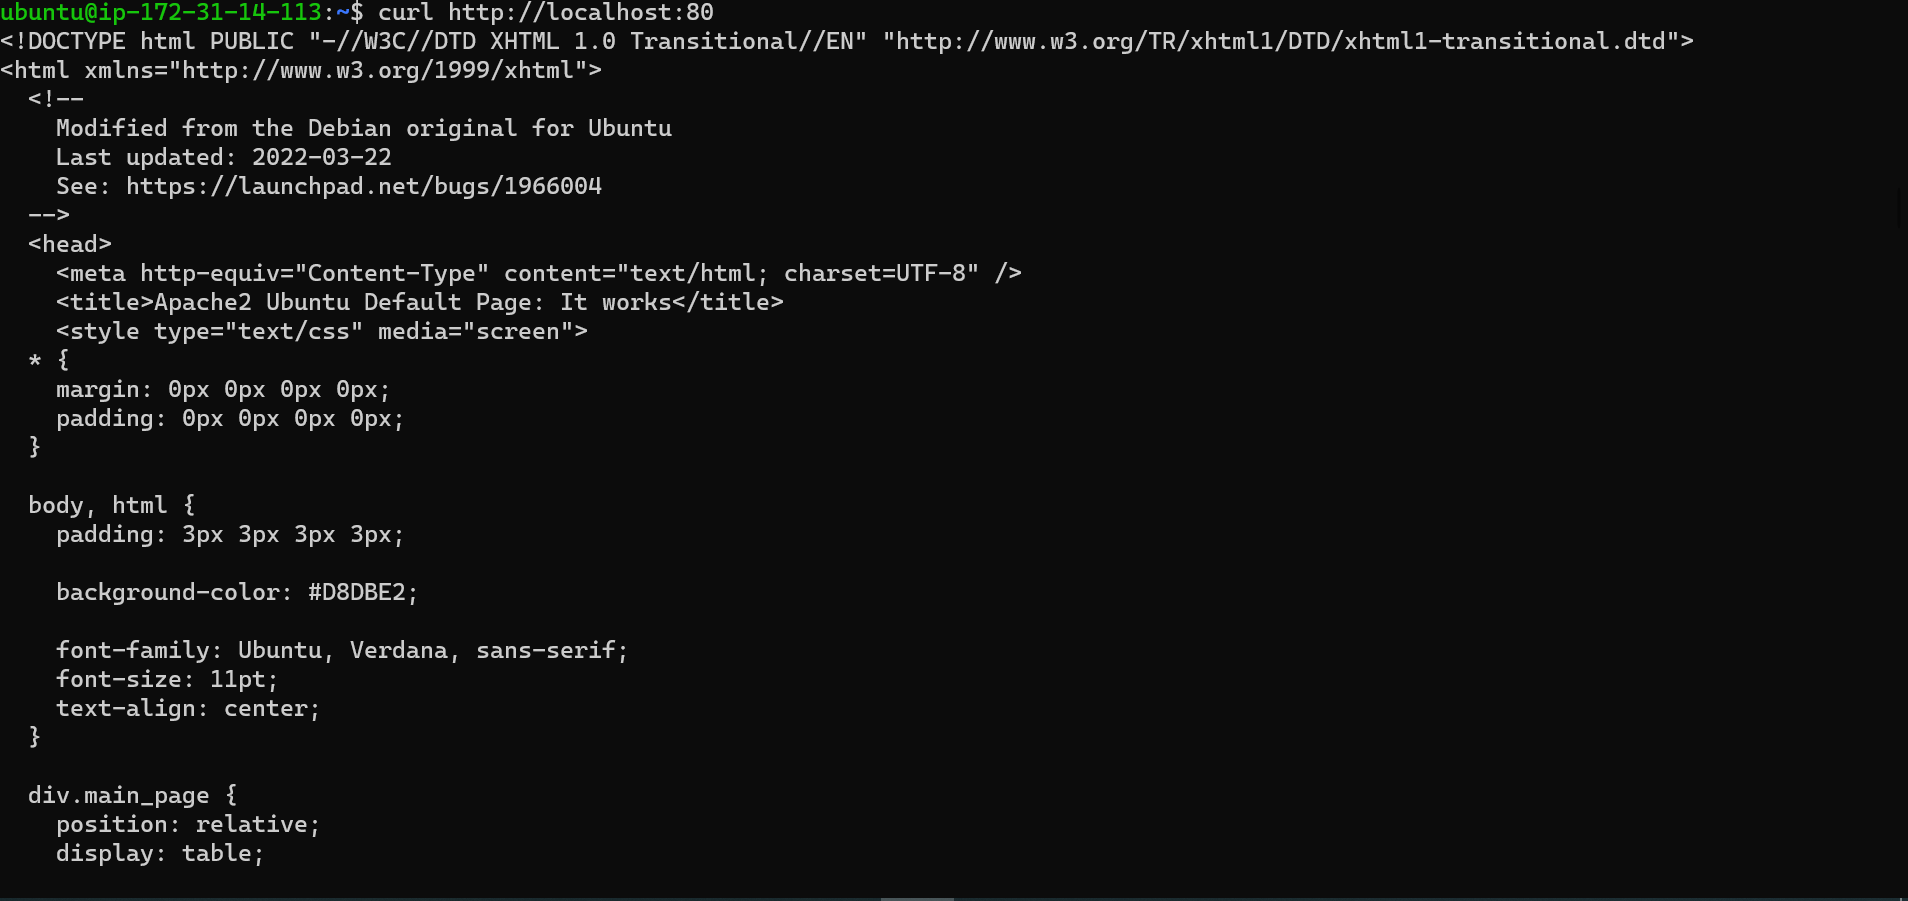 ubuntu@ip-172-31-14-113:~$ curl http://localhost:80
<!DOCTYPE html PUBLIC "-//W3C//DTD XHTML 1.0 Transitional//EN" "http://www.w3.org/TR/xhtml1/DTD/xhtml1-transitional.dtd">
<html xmlns="http://www.w3.org/1999/xhtml">
  <!--
    Modified from the Debian original for Ubuntu
    Last updated: 2022-03-22
    See: https://launchpad.net/bugs/1966004
  -->
  <head>
    <meta http-equiv="Content-Type" content="text/html; charset=UTF-8" />
    <title>Apache2 Ubuntu Default Page: It works</title>
    <style type="text/css" media="screen">
  * {
    margin: 0px 0px 0px 0px;
    padding: 0px 0px 0px 0px;
  }

  body, html {
    padding: 3px 3px 3px 3px;

    background-color: #D8DBE2;

    font-family: Ubuntu, Verdana, sans-serif;
    font-size: 11pt;
    text-align: center;
  }

  div.main_page {
    position: relative;
    display: table;